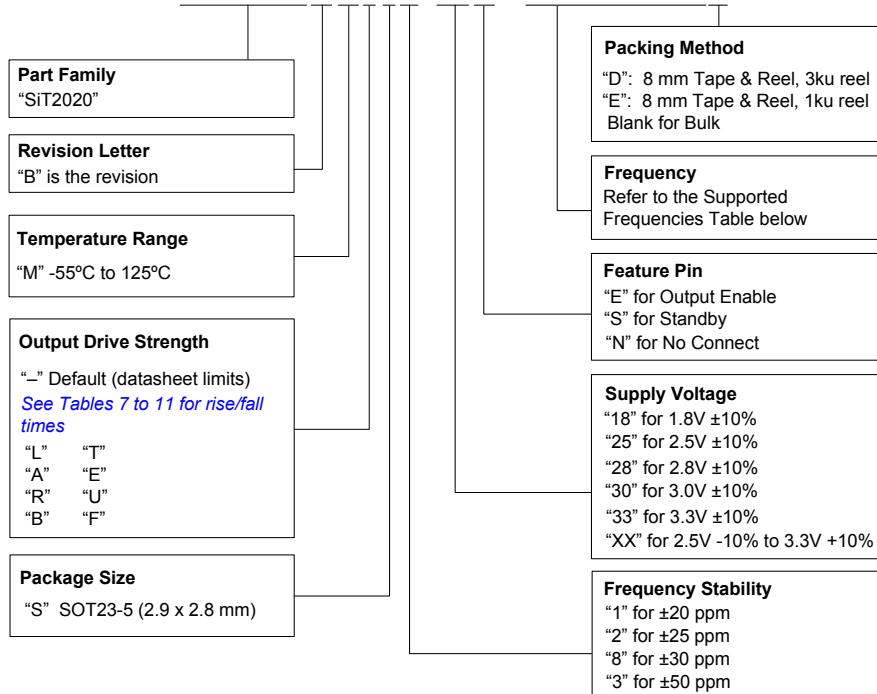 Part Family
“SiT2020”
Revision Letter
“B” is the revision
Temperature Range
“M” -55ºC to 125ºC
Output Drive Strength
“–” Default (datasheet limits)
See Tables 7 to 11 for rise/fall
times
“L” “T”
“A” “E”
“R” “U”
“B” “F”
Package Size
“S” SOT23-5 (2.9 x 2.8 mm)
Packing Method
“D”: 8 mm Tape & Reel, 3ku reel
“E”: 8 mm Tape & Reel, 1ku reel
Blank for Bulk
Frequency
Refer to the Supported
Frequencies Table below
Feature Pin
“E” for Output Enable
“S” for Standby
“N” for No Connect
Supply Voltage
“18” for 1.8V ±10%
“25” for 2.5V ±10%
“28” for 2.8V ±10%
“30” for 3.0V ±10%
“33” for 3.3V ±10%
“XX” for 2.5V -10% to 3.3V +10%
Frequency Stability
“1” for ±20 ppm
“2” for ±25 ppm
“8” for ±30 ppm
“3” for ±50 ppm